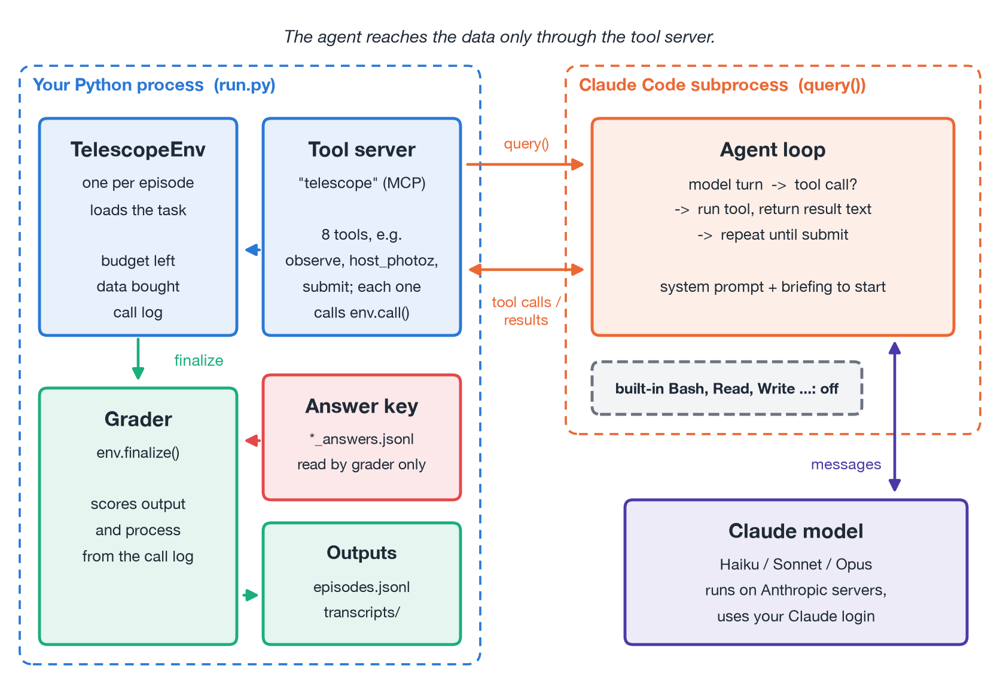 The agent reaches the data only through the tool server.
Your Python process (run.py)
TelescopeEnv
one per episode
loads the task
budget left
data bought
call log
Tool server
"telescope" (MCP)
8 tools, e.g.
observe, host_photoz,
submit; each one
calls env.call()
finalize
Grader
env.finalize()
scores output
and process
from the call log
Answer key
*_answers.jsonl
read by grader only
Outputs
episodes.jsonl
transcripts/
query()
tool calls /
results
Claude Code subprocess (query())
Agent loop
model turn -> tool call?
-> run tool, return result text
-> repeat until submit
system prompt + briefing to start
built-in Bash, Read, Write ...: off
messages
Claude model
Haiku / Sonnet / Opus
runs on Anthropic servers,
uses your Claude login